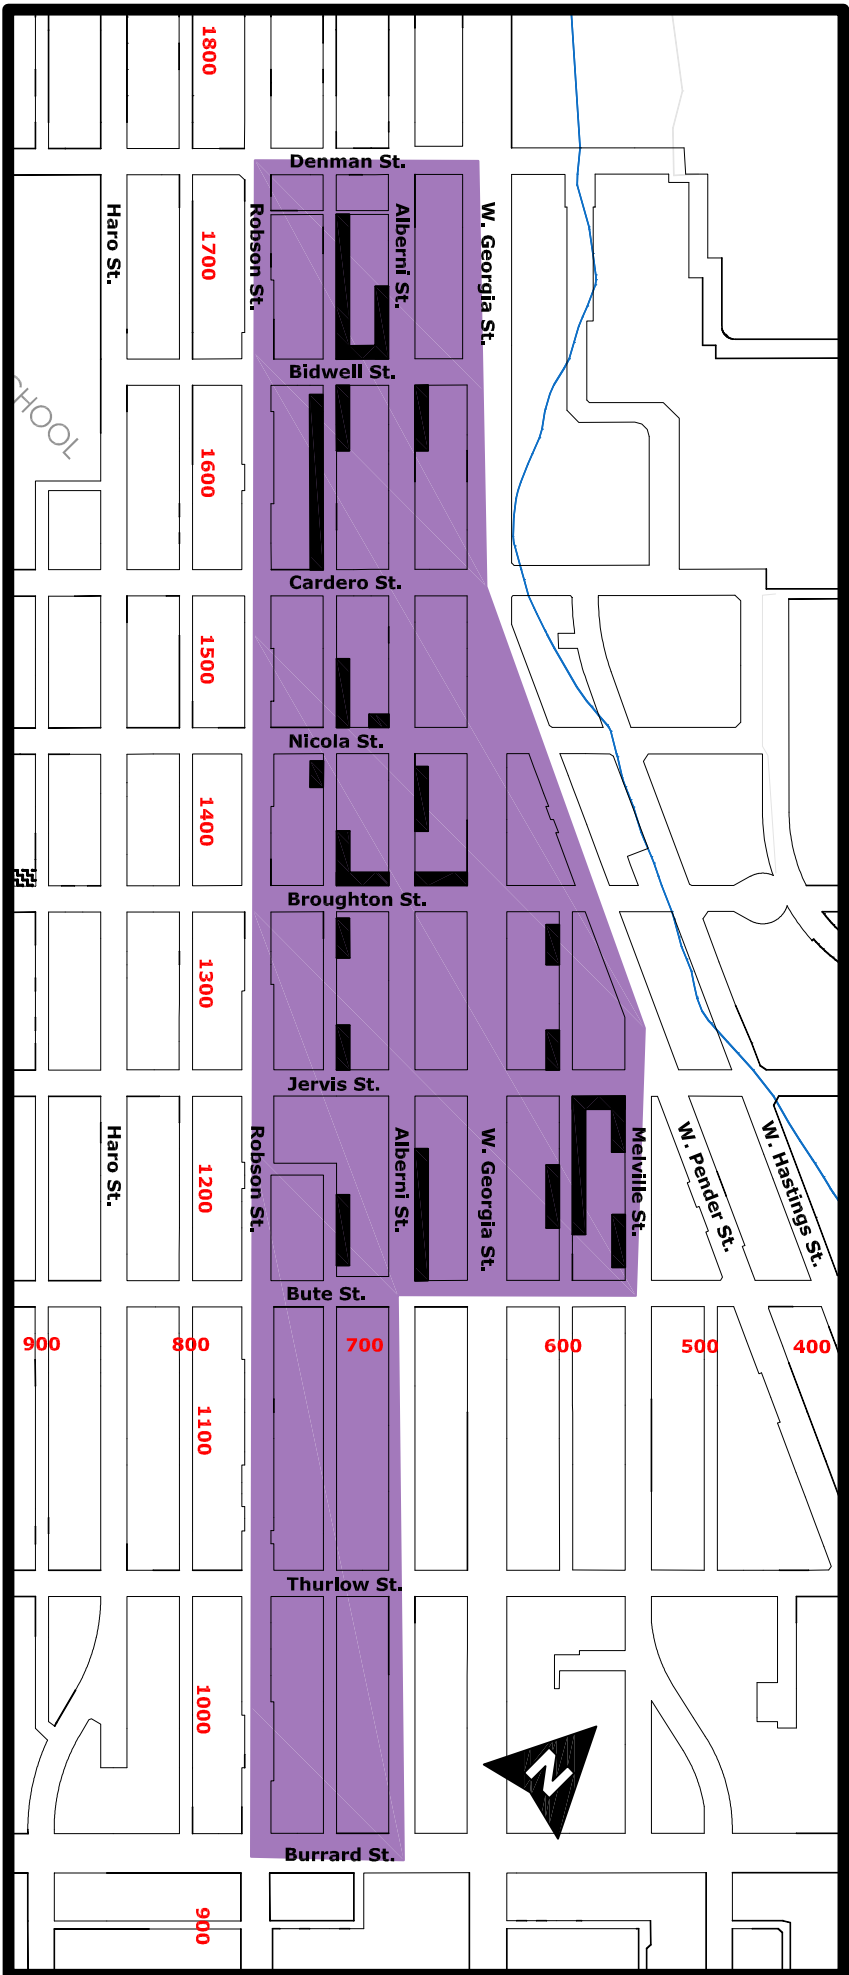 1800
Denman St.
Haro St.
1700
Robson St.
Alberni St.
W. Georgia St.
Bidwell St.
CHOOL
1600
Cardero St.
1500
Nicola St.
1400
Broughton St.
1300
Jervis St.
Haro St.
1200
Robson St.
Alberni St.
W. Georgia St.
Melville St.
W. Pender St.
W. Hastings St.
Bute St.
900
800
700
600
500
400
1100
Thurlow St.
1000
N
Burrard St.
900